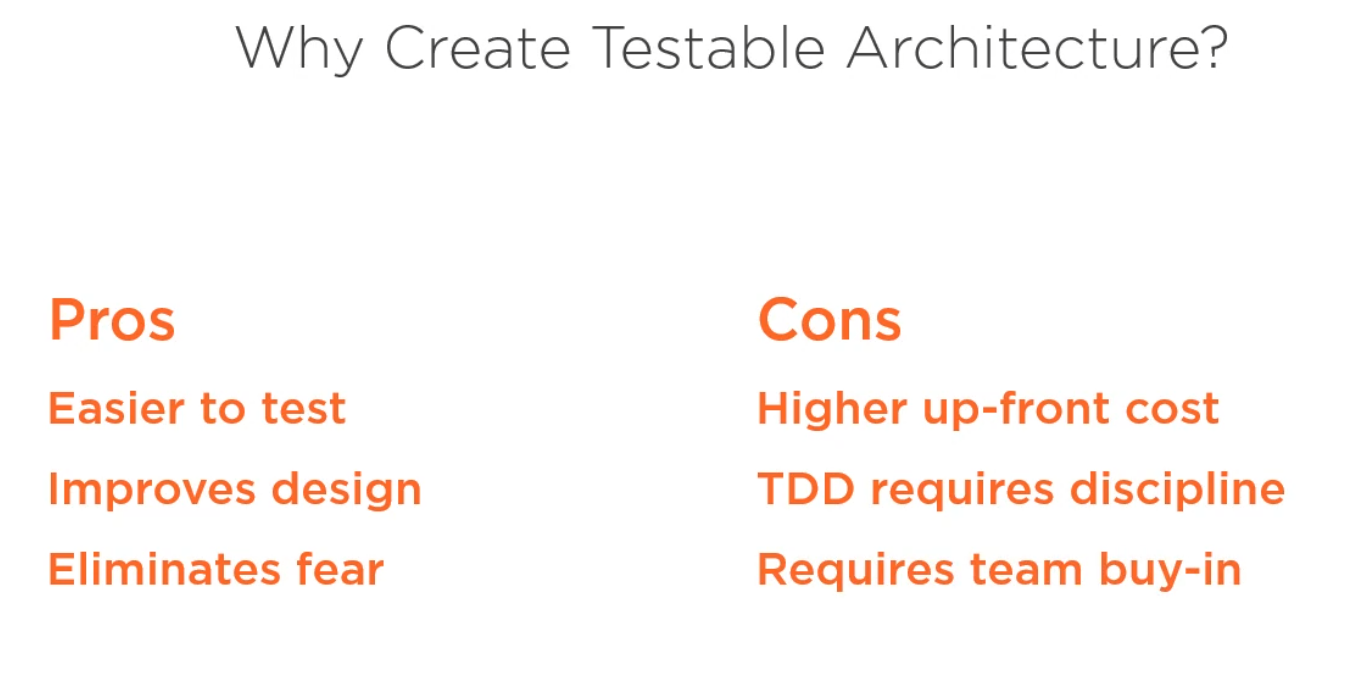 Why Create Testable Architecture?
Pros
Easier to test
Improves design
Eliminates fear
Cons
Higher up-front cost
TDD requires discipline
Requires team buy-in